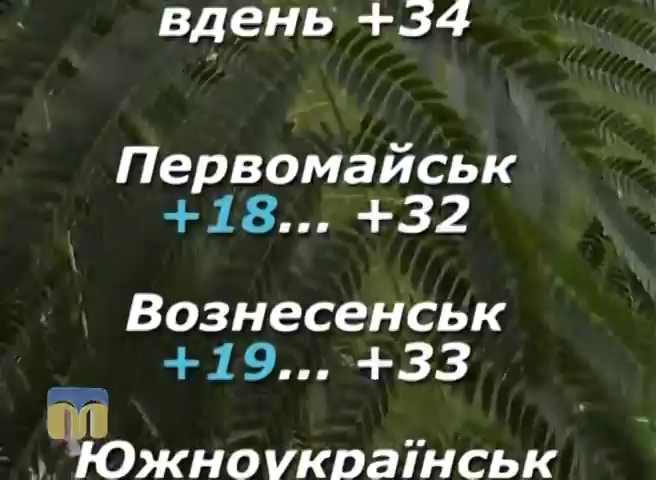 вдень +34
Первомайськ
+18... +32
Вознесенськ
+19... +33
Южноукраїнськ